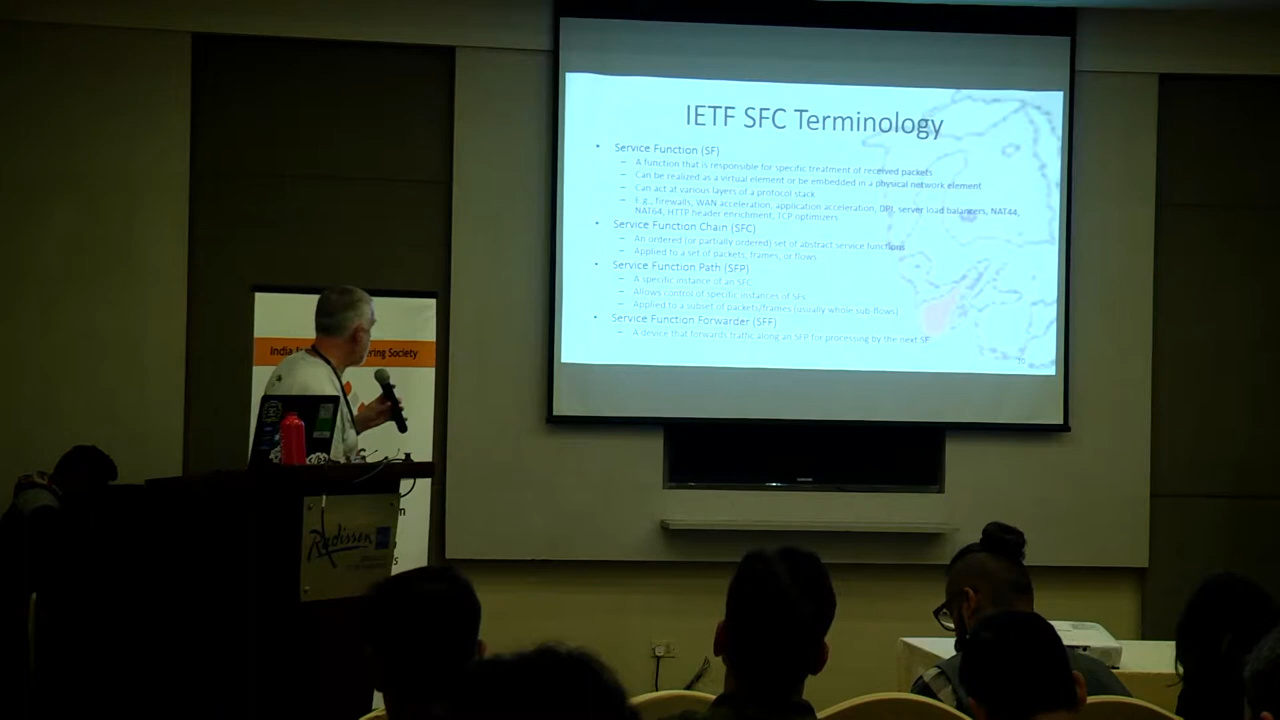 IETF SFC Terminology
• Service Function (SF)
– A function that is responsible for specific treatment of received packets
– Can be realized as a virtual element or be embedded in a physical network element
– Can act at various layers of a protocol stack
– E.g., firewalls, WAN acceleration, application acceleration, DPI, server load balancers, NAT44,
NAT64, HTTP header enrichment, TCP optimizers
• Service Function Chain (SFC)
– An ordered (or partially ordered) set of abstract service functions
– Applied to a set of packets, frames, or flows
• Service Function Path (SFP)
– A specific instance of an SFC
– Allows control of specific instances of SFs
– Applied to a subset of packets/frames (usually whole sub-flows)
• Service Function Forwarder (SFF)
– A device that forwards traffic along an SFP for processing by the next SF
10
India
ering Society
SAMSUNG
Radisson